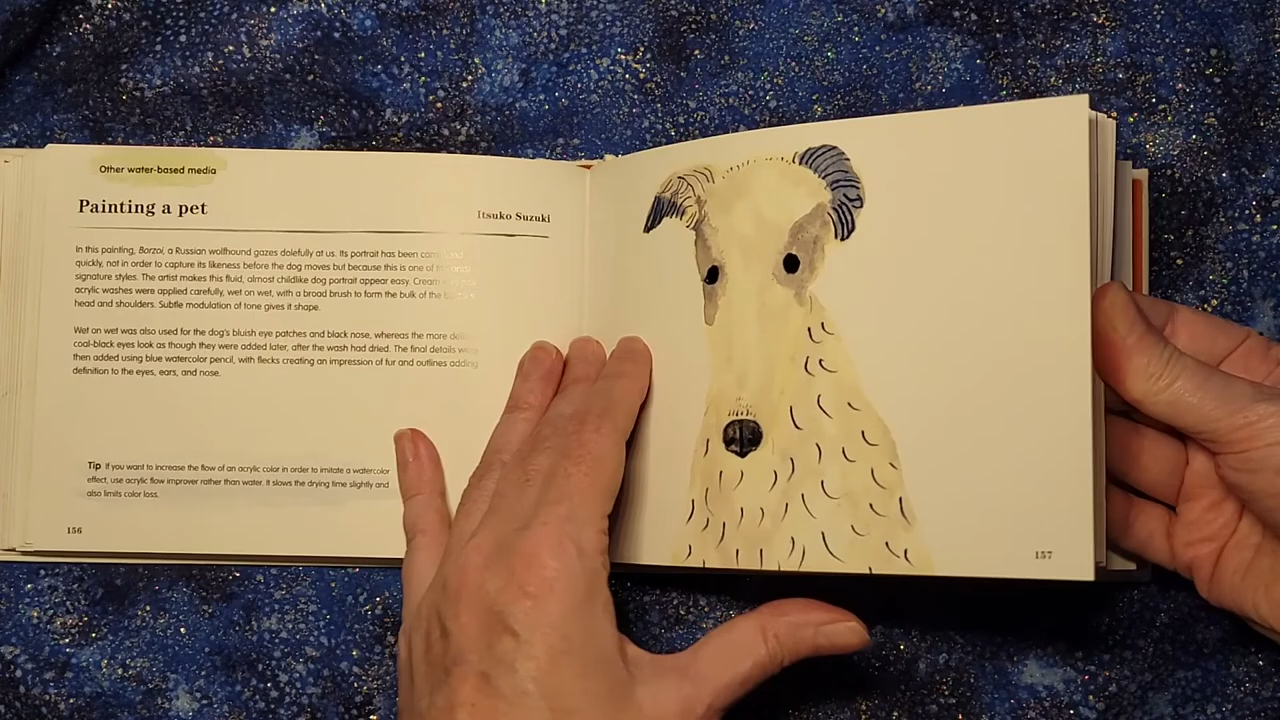 Other water-based media
Painting a pet
Itsuko Suzuki
In this painting, Borzoi, a Russian wolfhound gazes dolefully at us. Its portrait has been
quickly, not in order to capture its likeness before the dog moves but because this is one of
signature styles. The artist makes this fluid, almost childlike dog portrait appear easy. Cream
acrylic washes were applied carefully, wet on wet, with a broad brush to form the bulk of the
head and shoulders. Subtle modulation of tone gives it shape.
Wet on wet was also used for the dog's bluish eye patches and black nose, whereas the more
coal-black eyes look as though they were added later, after the wash had dried. The final details
then added using blue watercolor pencil, with flecks creating an impression of fur and outlines adding
definition to the eyes, ears, and nose.
Tip If you want to increase the flow of an acrylic color in order to imitate a watercolor
effect, use acrylic flow improver rather than water. It slows the drying time slightly and
also limits color loss.
156
157